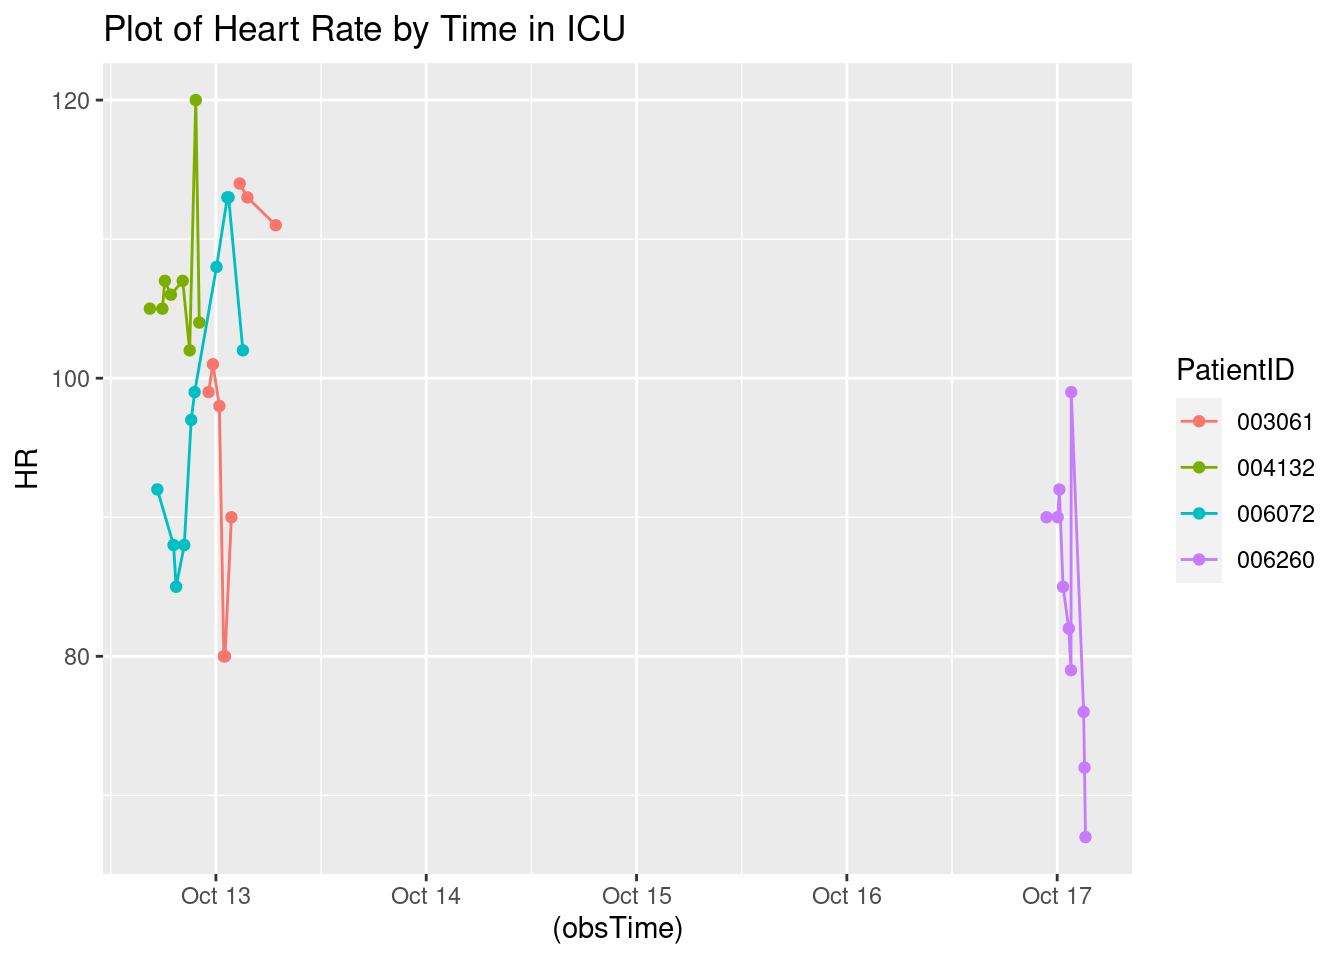 Plot of Heart Rate by Time in ICU
120
100
80
HR
Oct 13
Oct 14
Oct 15
Oct 16
Oct 17
(obsTime)
PatientID
003061
004132
006072
006260